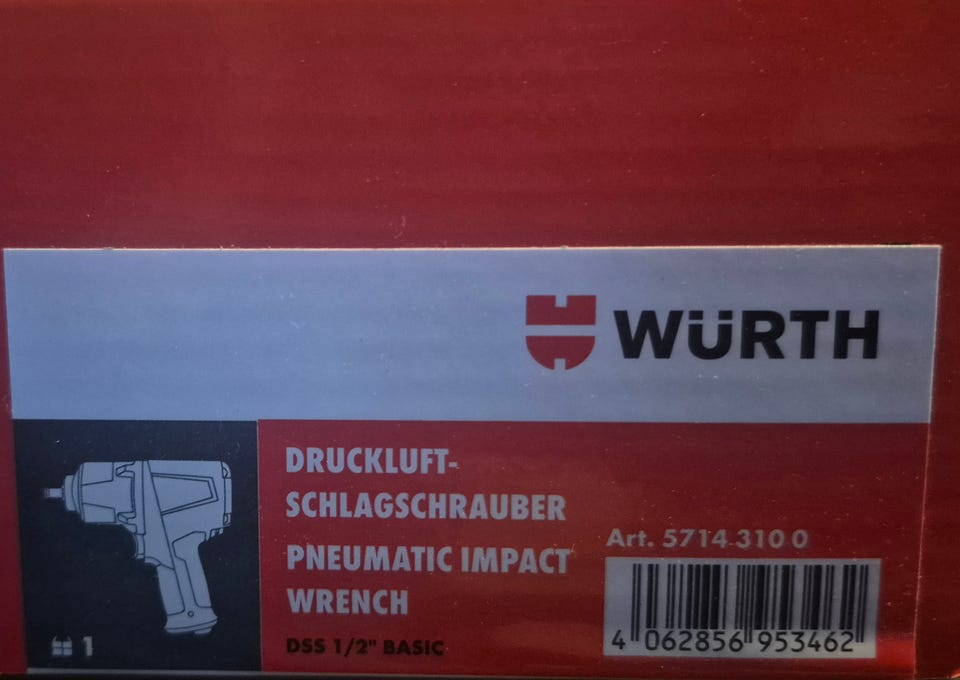 WÜRTH
DRUCKLUFT-
SCHLAGSCHRAUBER
PNEUMATIC IMPACT
WRENCH
DSS 1/2" BASIC
1
Art. 5714 310 0
4 062856 953462